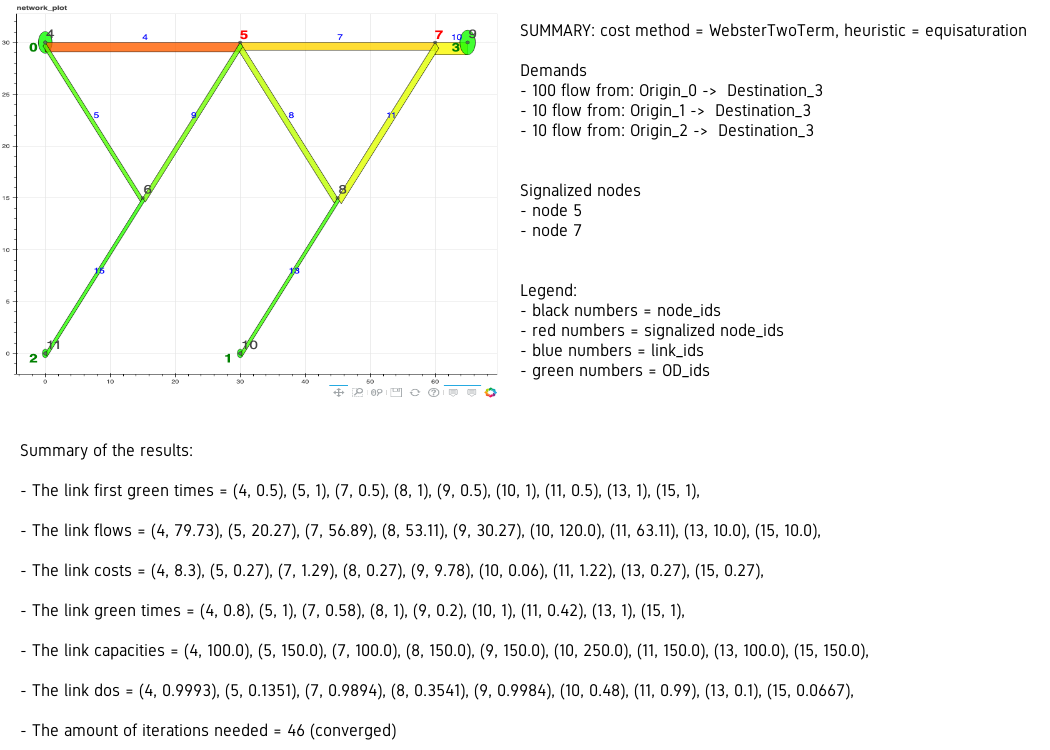 network_plot
SUMMARY: cost method = WebsterTwoTerm, heuristic = equisaturation
Demands
- 100 flow from: Origin_0 -> Destination_3
- 10 flow from: Origin_1 -> Destination_3
- 10 flow from: Origin_2 -> Destination_3
Signalized nodes
- node 5
- node 7
Legend:
- black numbers = node_ids
- red numbers = signalized node_ids
- blue numbers = link_ids
- green numbers = OD_ids
4
4
5
7
7
10
9
0
3
30
25
5
9
8
11
20
6
8
15
10
15
13
5
11
10
0
2
1
0
10
20
30
40
50
60
Summary of the results:
- The link first green times = (4, 0.5), (5, 1), (7, 0.5), (8, 1), (9, 0.5), (10, 1), (11, 0.5), (13, 1), (15, 1),
- The link flows = (4, 79.73), (5, 20.27), (7, 56.89), (8, 53.11), (9, 30.27), (10, 120.0), (11, 63.11), (13, 10.0), (15, 10.0),
- The link costs = (4, 8.3), (5, 0.27), (7, 1.29), (8, 0.27), (9, 9.78), (10, 0.06), (11, 1.22), (13, 0.27), (15, 0.27),
- The link green times = (4, 0.8), (5, 1), (7, 0.58), (8, 1), (9, 0.2), (10, 1), (11, 0.42), (13, 1), (15, 1),
- The link capacities = (4, 100.0), (5, 150.0), (7, 100.0), (8, 150.0), (9, 150.0), (10, 250.0), (11, 150.0), (13, 100.0), (15, 150.0),
- The link dos = (4, 0.9993), (5, 0.1351), (7, 0.9894), (8, 0.3541), (9, 0.9984), (10, 0.48), (11, 0.99), (13, 0.1), (15, 0.0667),
- The amount of iterations needed = 46 (converged)